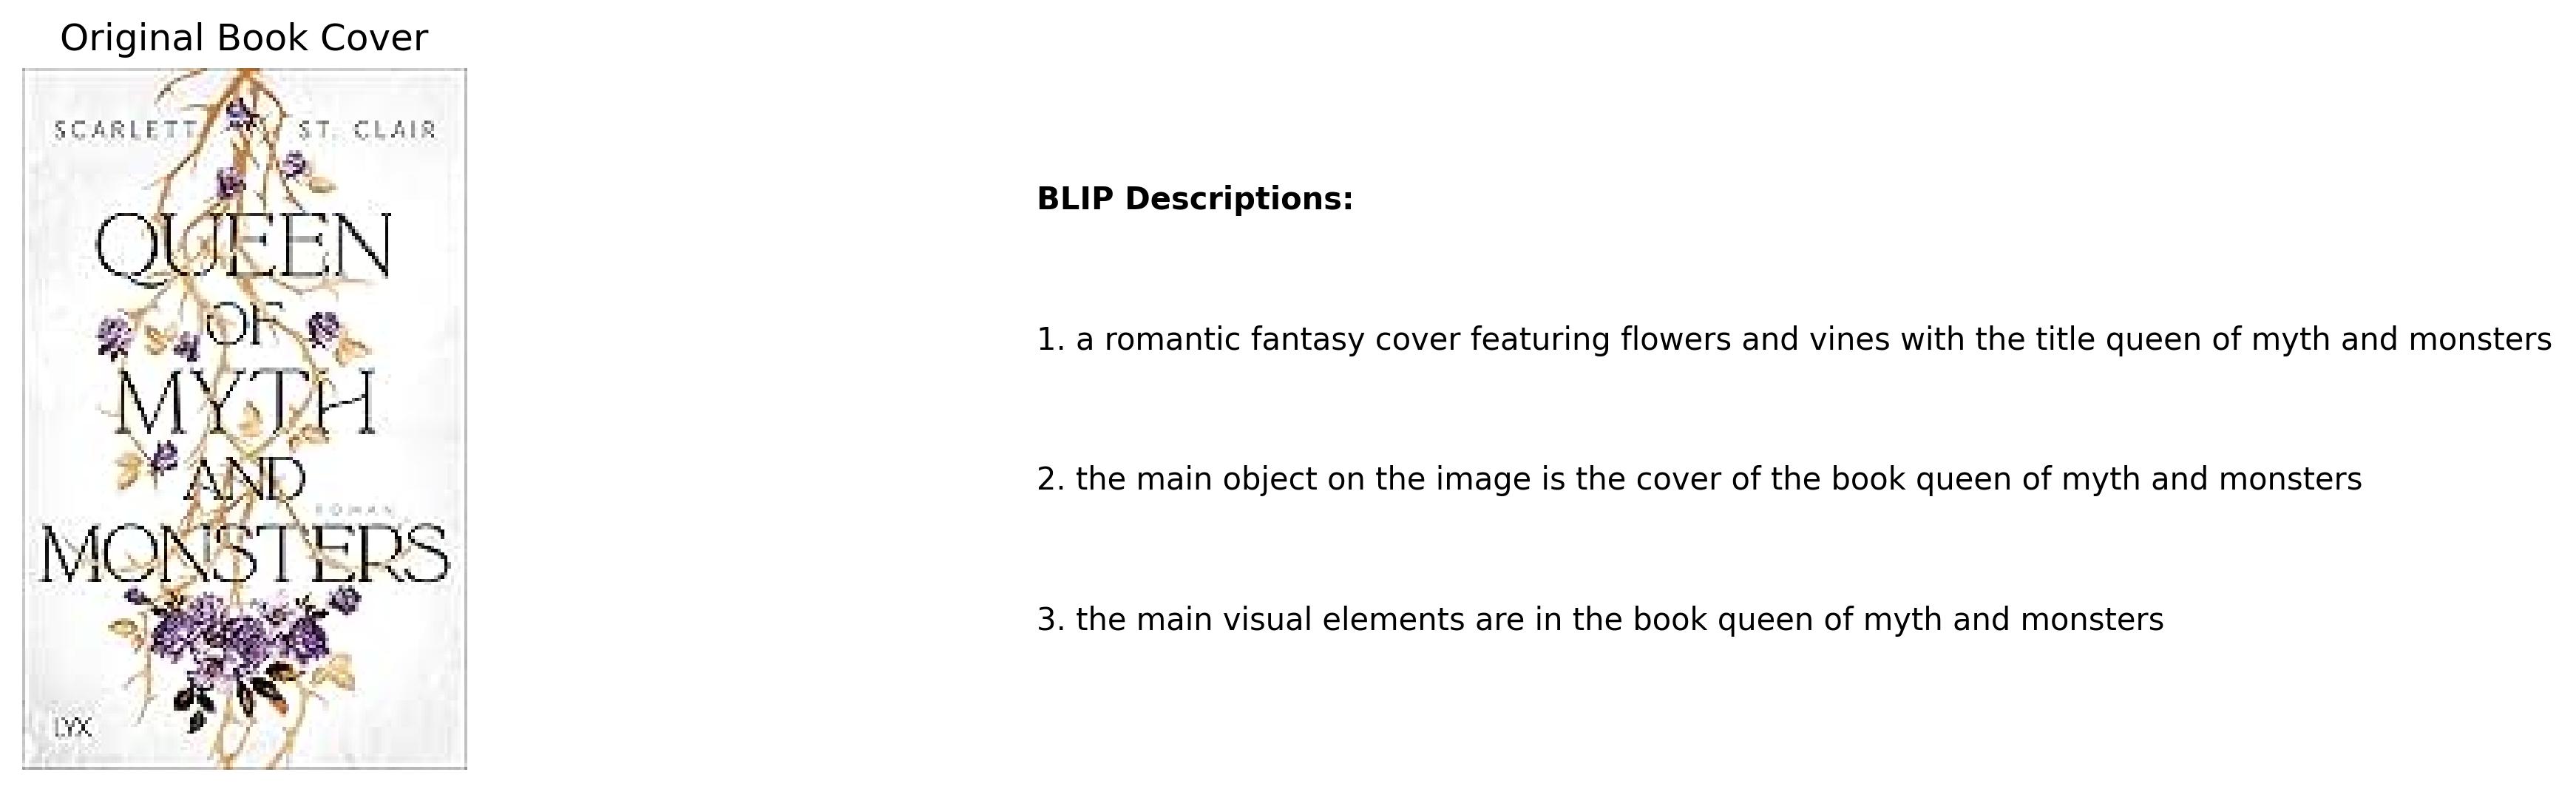 Original Book Cover
SCARLETT ST. CLAIR
QUEEN
OF
MYTH
AND
ROMAN
MONSTERS
LYX
BLIP Descriptions:
1. a romantic fantasy cover featuring flowers and vines with the title queen of myth and monsters
2. the main object on the image is the cover of the book queen of myth and monsters
3. the main visual elements are in the book queen of myth and monsters